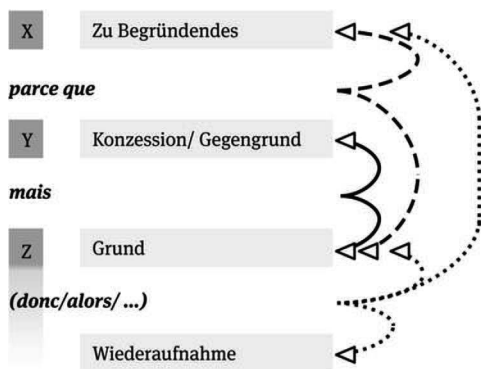 X Zu Begründendes
parce que
Y Konzession/ Gegengrund
mais
Z Grund
(donc/alors/ ...)
Wiederaufnahme